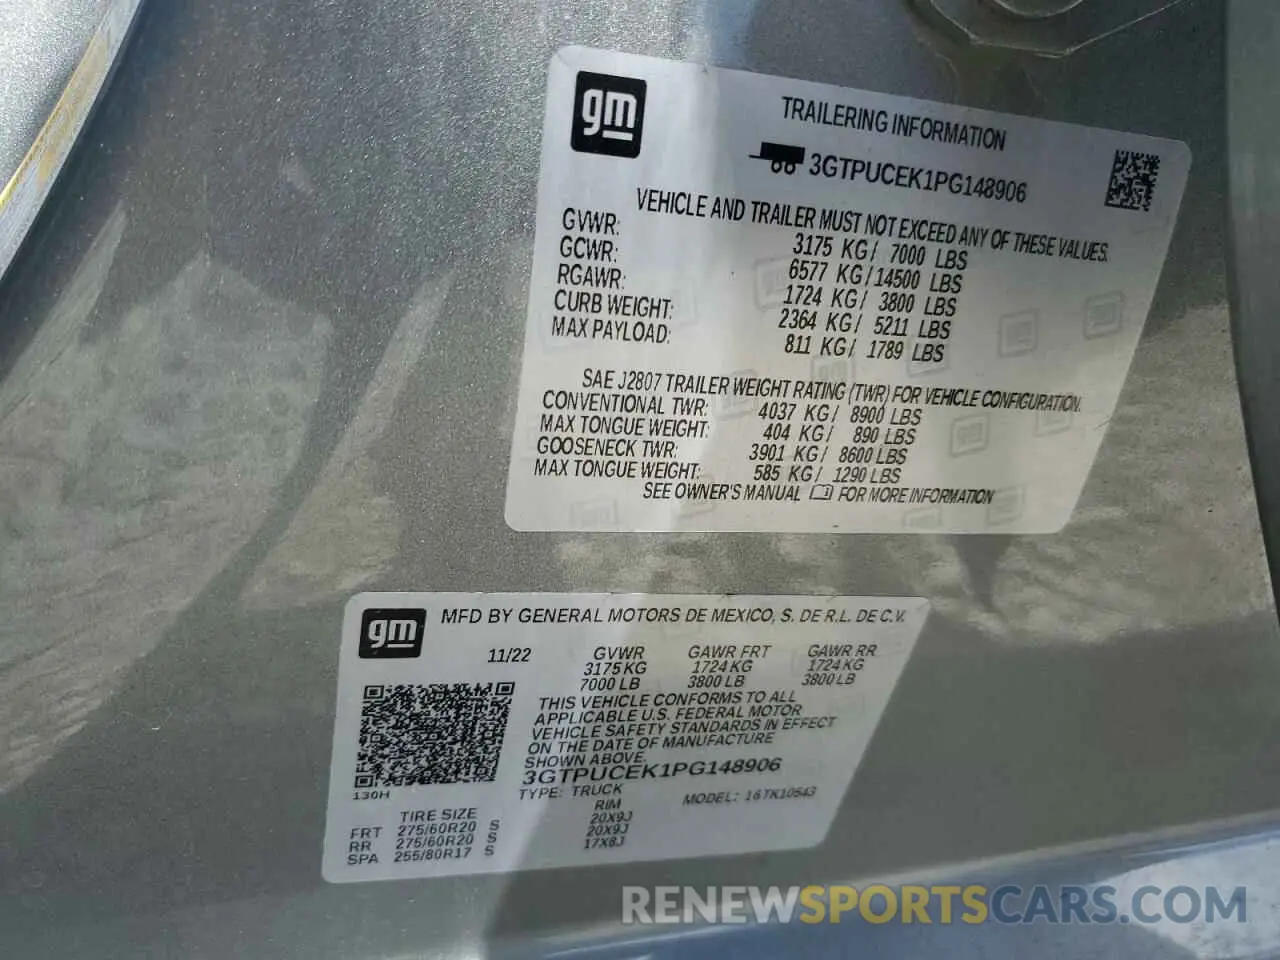 gm
TRAILERING INFORMATION
3GTPUCEK1PG148906
VEHICLE AND TRAILER MUST NOT EXCEED ANY OF THESE VALUES.
GVWR: 3175 KG/ 7000 LBS
GCWR: 6577 KG/14500 LBS
RGAWR: 1724 KG/ 3800 LBS
CURB WEIGHT: 2364 KG/ 5211 LBS
MAX PAYLOAD: 811 KG/ 1789 LBS
SAE J2807 TRAILER WEIGHT RATING (TWR) FOR VEHICLE CONFIGURATION.
CONVENTIONAL TWR: 4037 KG/ 8900 LBS
MAX TONGUE WEIGHT: 404 KG/ 890 LBS
GOOSENECK TWR: 3901 KG/ 8600 LBS
MAX TONGUE WEIGHT: 585 KG/ 1290 LBS
SEE OWNER'S MANUAL FOR MORE INFORMATION
gm
MFD BY GENERAL MOTORS DE MEXICO, S. DE R.L. DE C.V.
11/22 GVWR GAWR FRT GAWR RR
3175KG 1724KG 1724KG
7000 LB 3800 LB 3800 LB
THIS VEHICLE CONFORMS TO ALL
APPLICABLE U.S. FEDERAL MOTOR
VEHICLE SAFETY STANDARDS IN EFFECT
ON THE DATE OF MANUFACTURE
SHOWN ABOVE.
3GTPUCEK1PG148906
130H
TYPE: TRUCK MODEL: 16TK10543
TIRE SIZE RIM
FRT 275/60R20 S 20X9J
RR 275/60R20 S 20X9J
SPA 255/80R17 S 17X8J
RENEWSPORTSCARS.COM